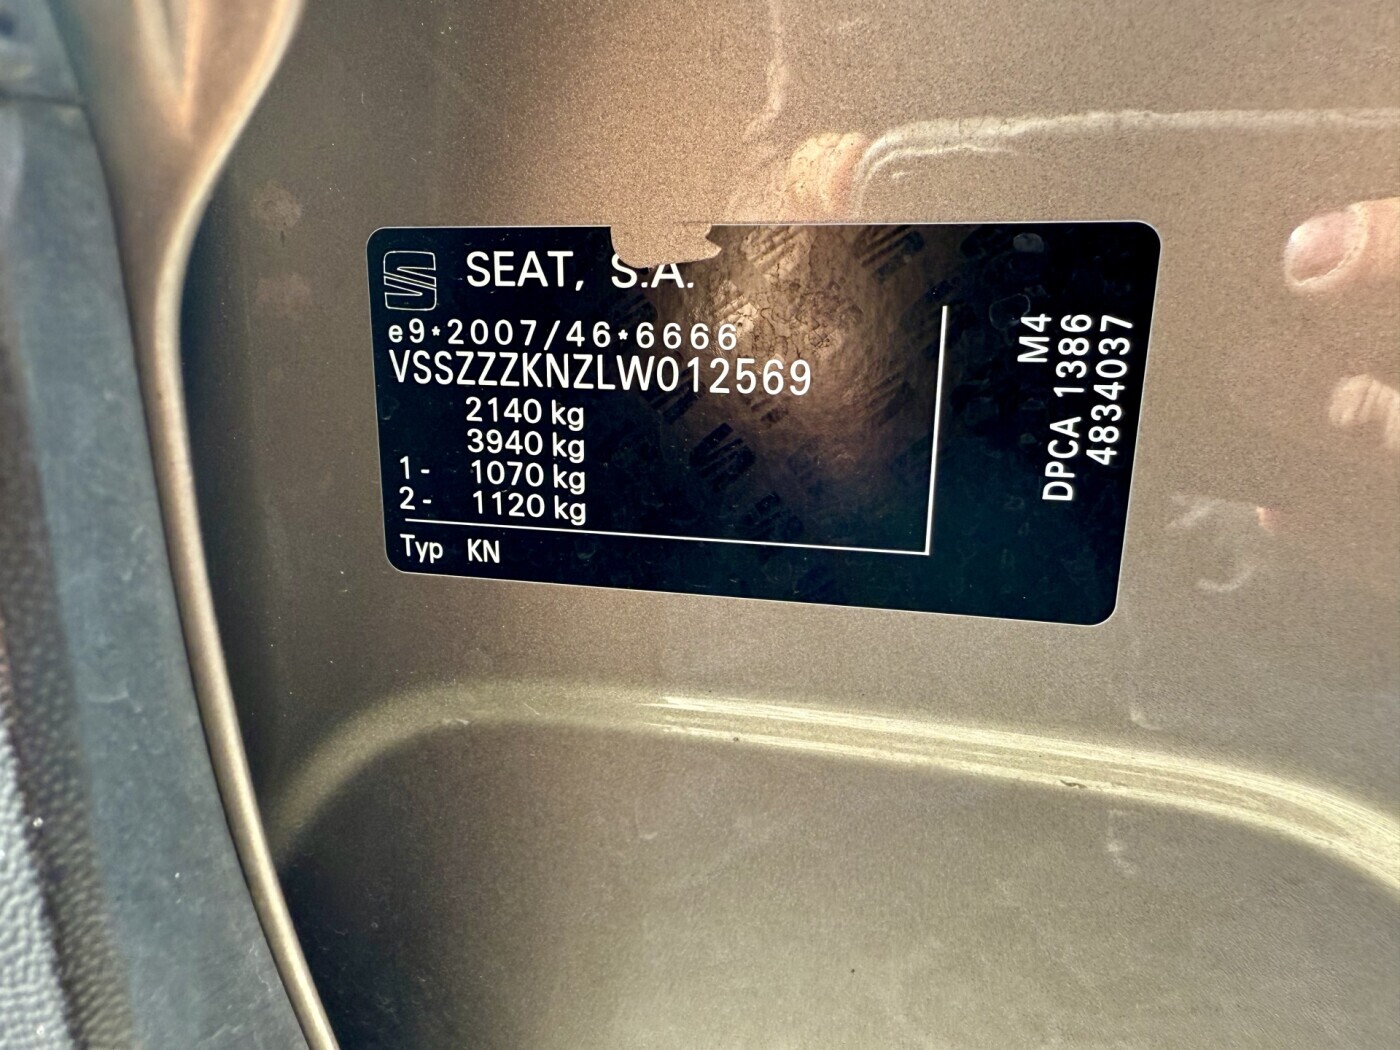 SEAT, S.A.
e9*2007/46*6666
VSSZZZKNZLW012569
2140 kg
3940 kg
1- 1070 kg
2- 1120 kg
Typ KN
M4
DPCA 1386
4834037